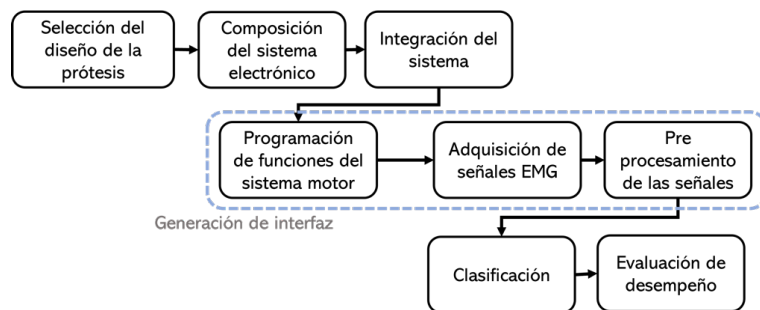 Selección del
diseño de la
prótesis
Composición
del sistema
electrónico
Integración del
sistema
Programación
de funciones del
sistema motor
Adquisición de
señales EMG
Pre
procesamiento
de las señales
Generación de interfaz
Clasificación
Evaluación de
desempeño